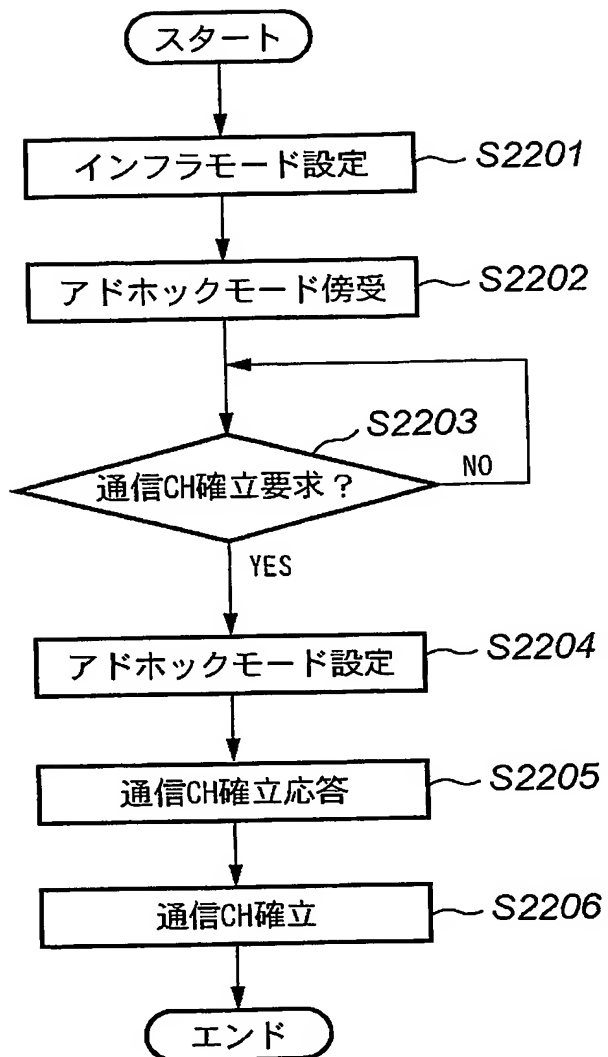 スタート
インフラモード設定
S2201
アドホックモード傍受
S2202
S2203
通信CH確立要求？
NO
YES
アドホックモード設定
S2204
通信CH確立応答
S2205
通信CH確立
S2206
エンド